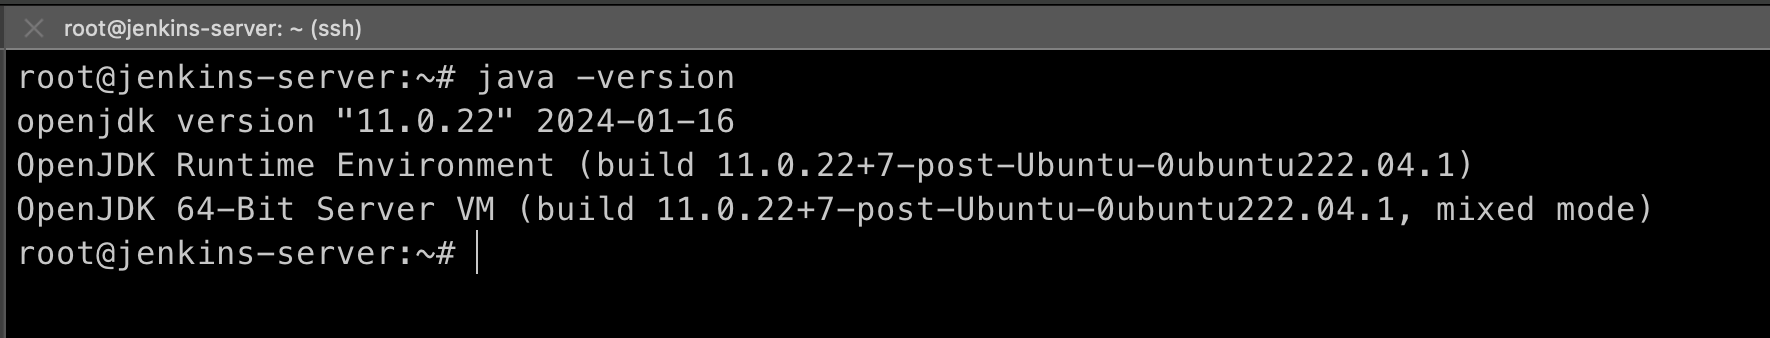 root@jenkins-server: ~ (ssh)
root@jenkins-server:~# java -version
openjdk version "11.0.22" 2024-01-16
OpenJDK Runtime Environment (build 11.0.22+7-post-Ubuntu-0ubuntu222.04.1)
OpenJDK 64-Bit Server VM (build 11.0.22+7-post-Ubuntu-0ubuntu222.04.1, mixed mode)
root@jenkins-server:~#